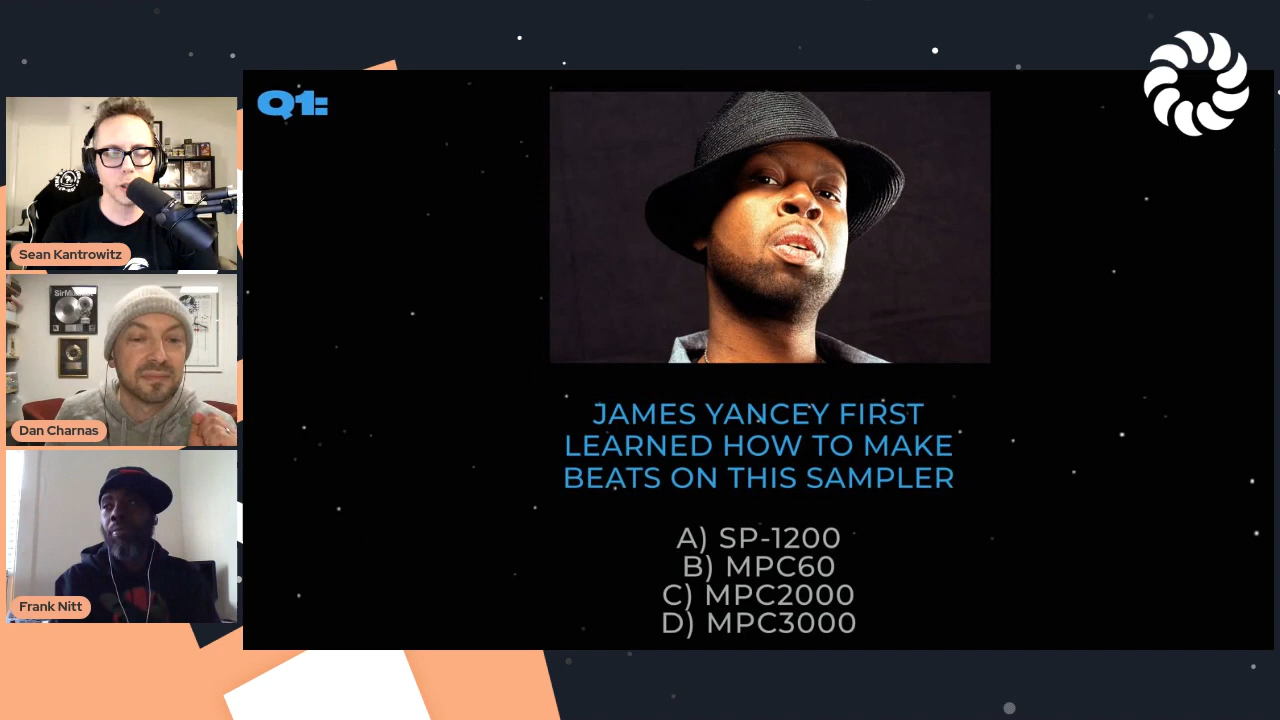 Q1:
JAMES YANCEY FIRST
LEARNED HOW TO MAKE
BEATS ON THIS SAMPLER
A) SP-1200
B) MPC60
C) MPC2000
D) MPC3000
Sean Kantrowitz
Dan Charnas
Frank Nitt